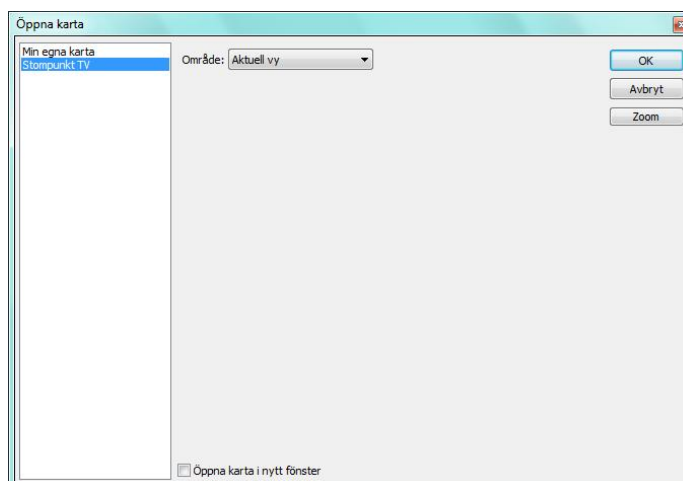 Öppna karta
Min egna karta
Stompunkt TV
Område: Aktuell vy
OK
Avbryt
Zoom
Öppna karta i nytt fönster